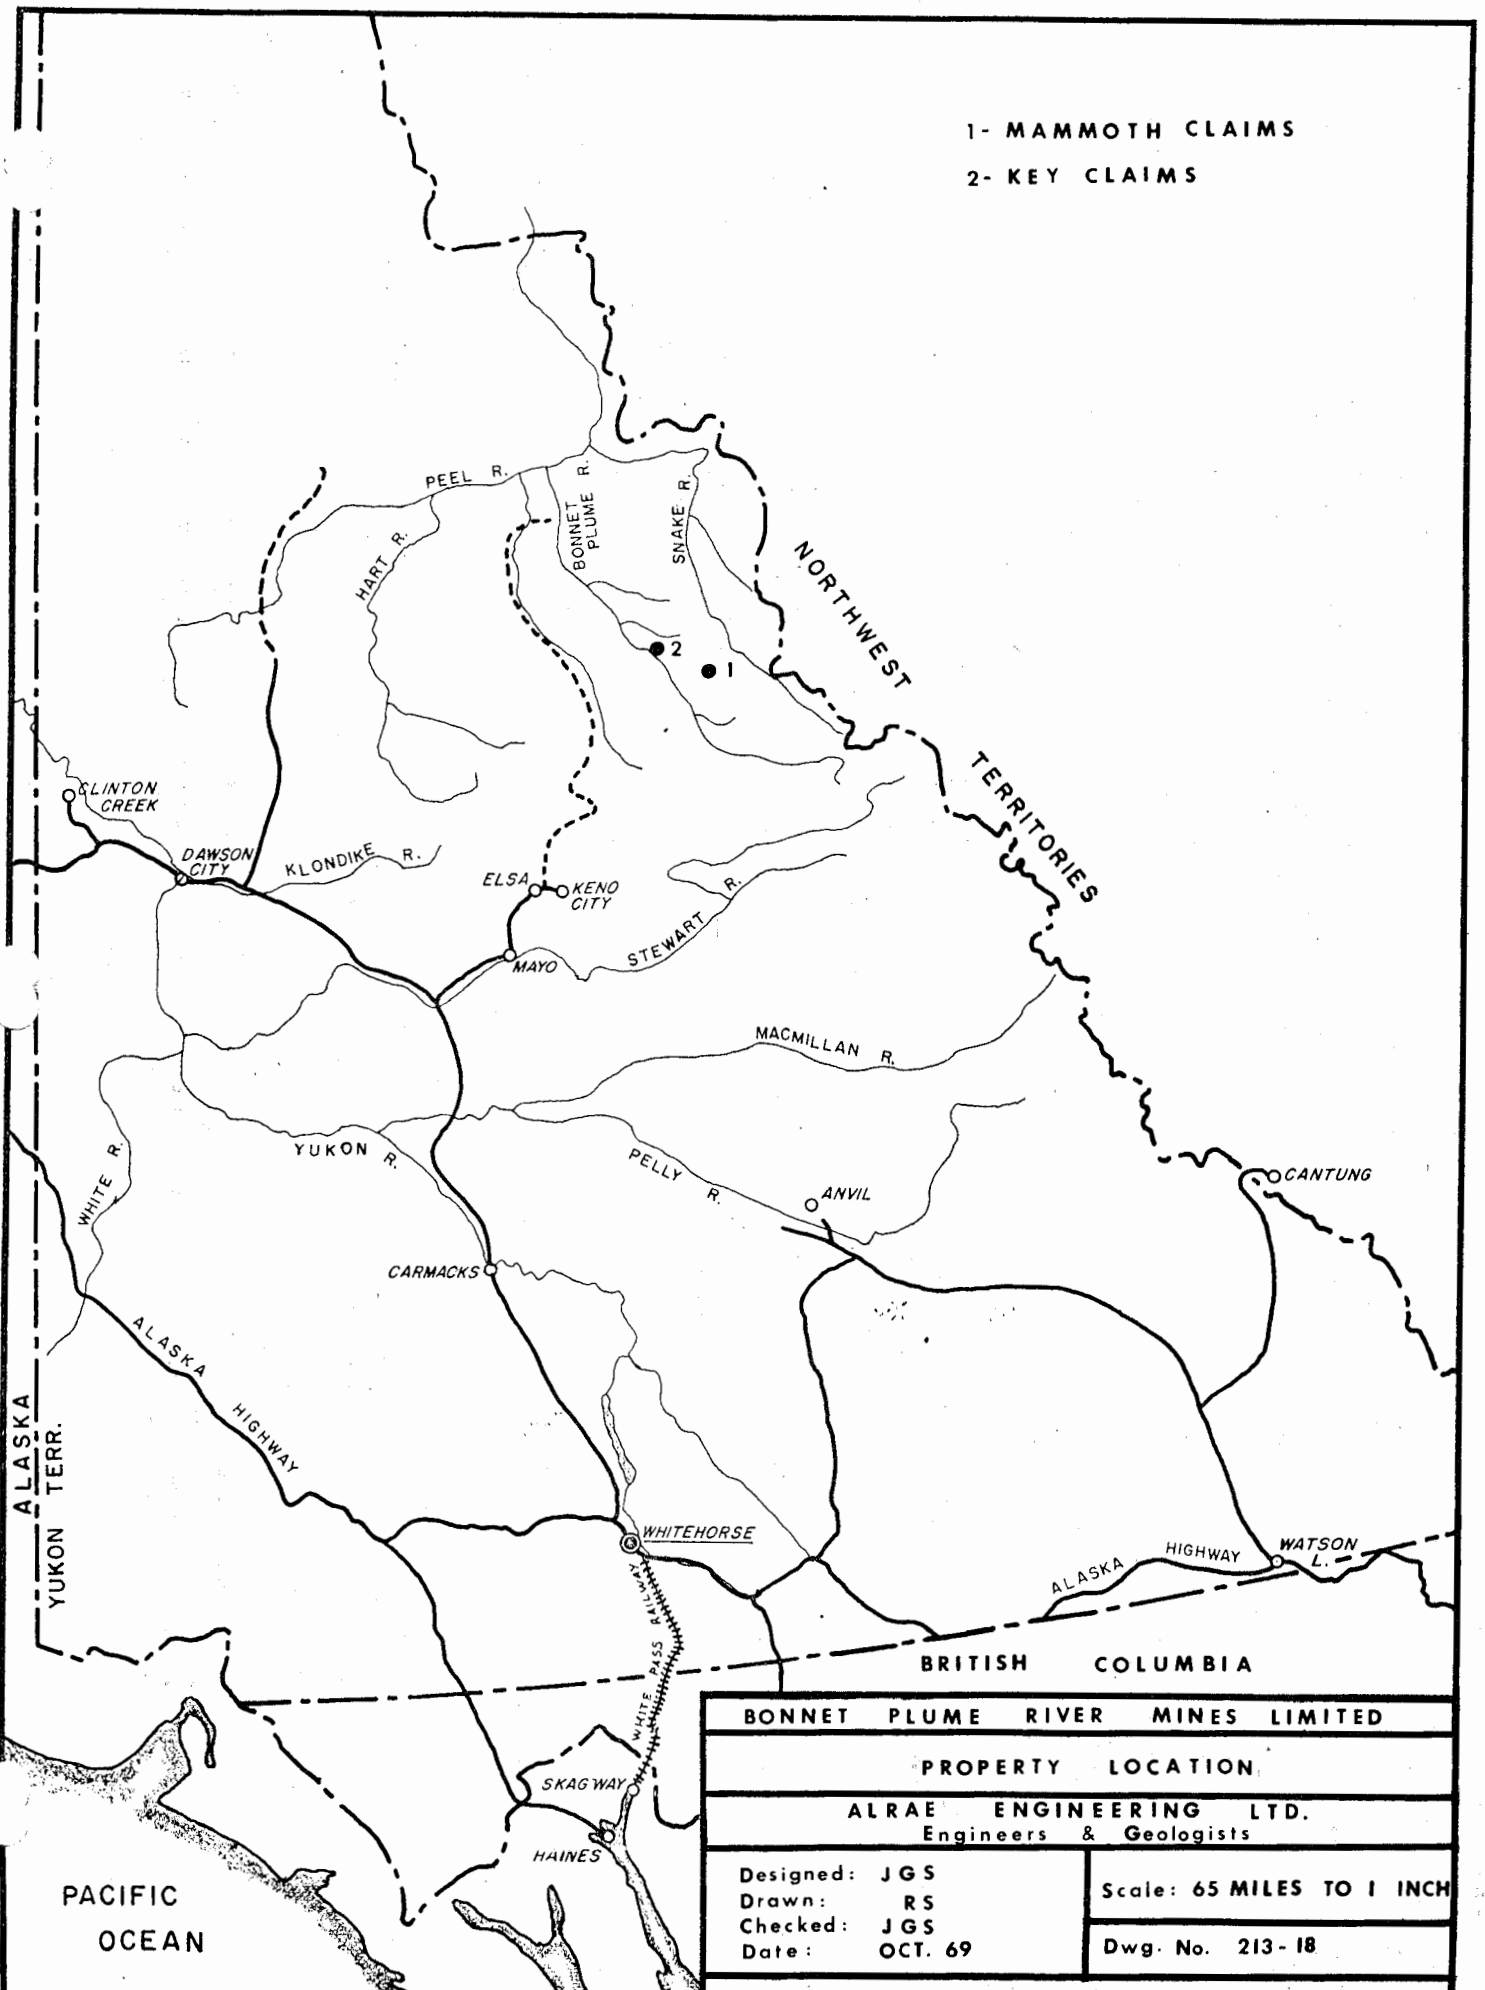 1- MAMMOTH CLAIMS
2- KEY CLAIMS
PEEL R.
BONNET
PLUME R.
SNAKE R.
HART R.
NORTHWEST
TERRITORIES
2
1
CLINTON
CREEK
DAWSON
CITY
KLONDIKE R.
ELSA
KENO
CITY
MAYO
STEWART R.
MACMILLAN R.
YUKON R.
WHITE R.
PELLY R.
ANVIL
CANTUNG
CARMACKS
ALASKA
HIGHWAY
ALASKA
YUKON TERR.
WHITEHORSE
WHITE PASS RAILWAY
ALASKA HIGHWAY
WATSON
L.
BRITISH COLUMBIA
SKAGWAY
HAINES
PACIFIC
OCEAN
BONNET PLUME RIVER MINES LIMITED
PROPERTY LOCATION
ALRAE ENGINEERING LTD.
Engineers & Geologists
Designed: JGS
Drawn: RS
Checked: JGS
Date: OCT. 69
Scale: 65 MILES TO 1 INCH
Dwg. No. 213-18